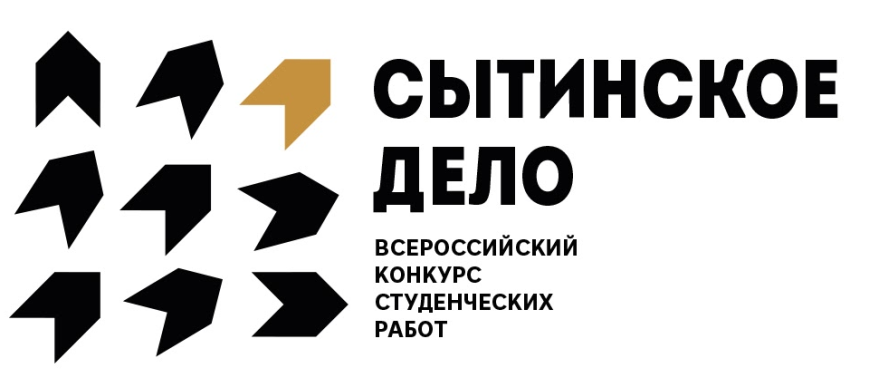 СЫТИНСКОЕ
ДЕЛО
ВСЕРОССИЙСКИЙ
КОНКУРС
СТУДЕНЧЕСКИХ
РАБОТ